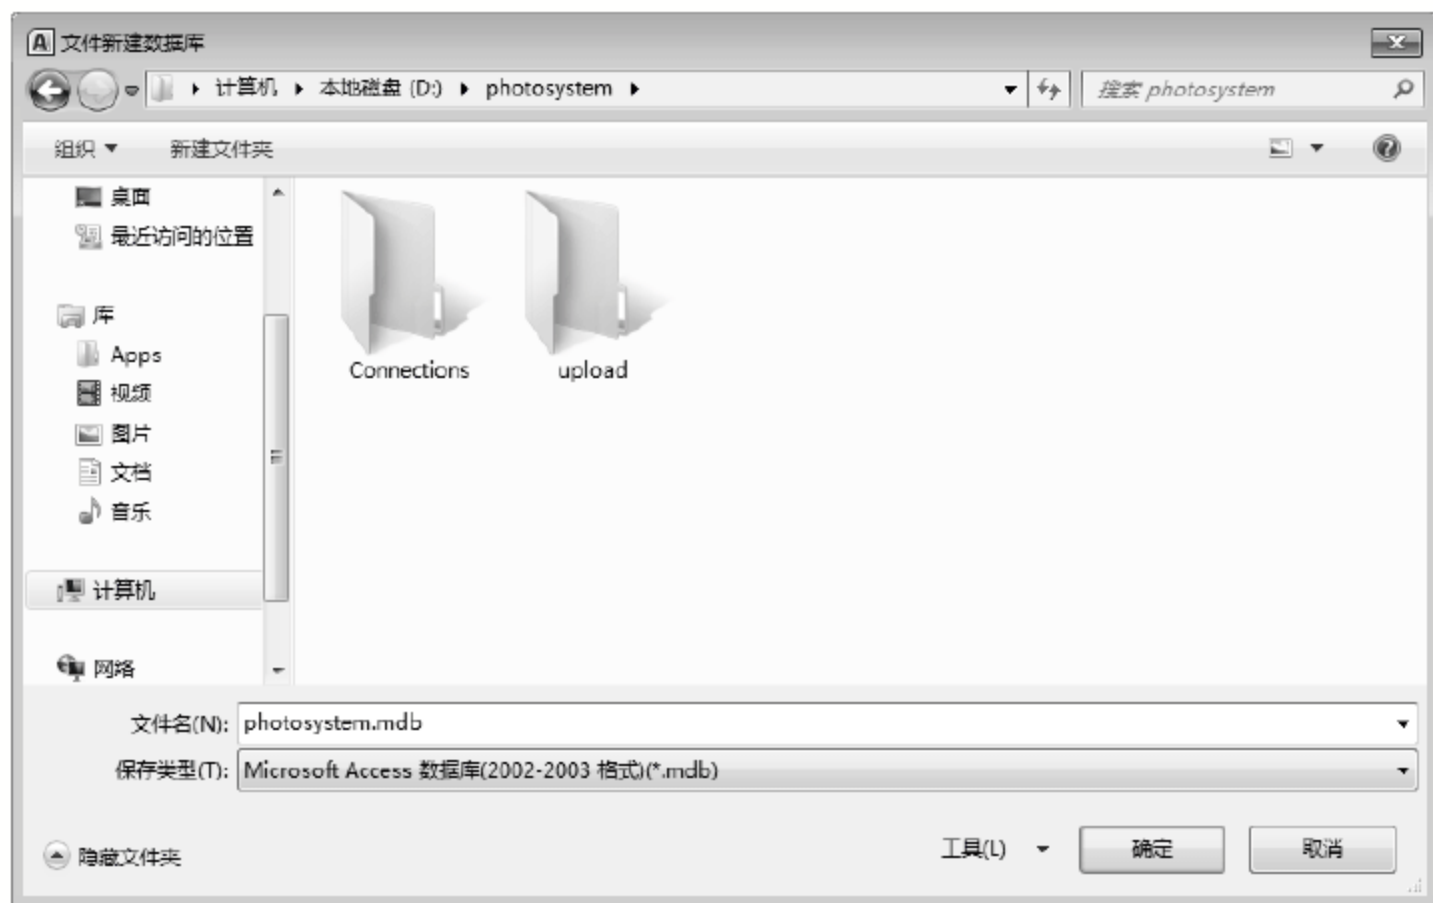 文件新建数据库
计算机 本地磁盘 (D:) photosystem 搜索 photosystem
组织 新建文件夹
桌面
最近访问的位置
库
Apps
视频
图片
文档
音乐
计算机
网络
Connections upload
文件名(N): photosystem.mdb
保存类型(T): Microsoft Access 数据库(2002-2003 格式)(*.mdb)
隐藏文件夹 工具(L) 确定 取消